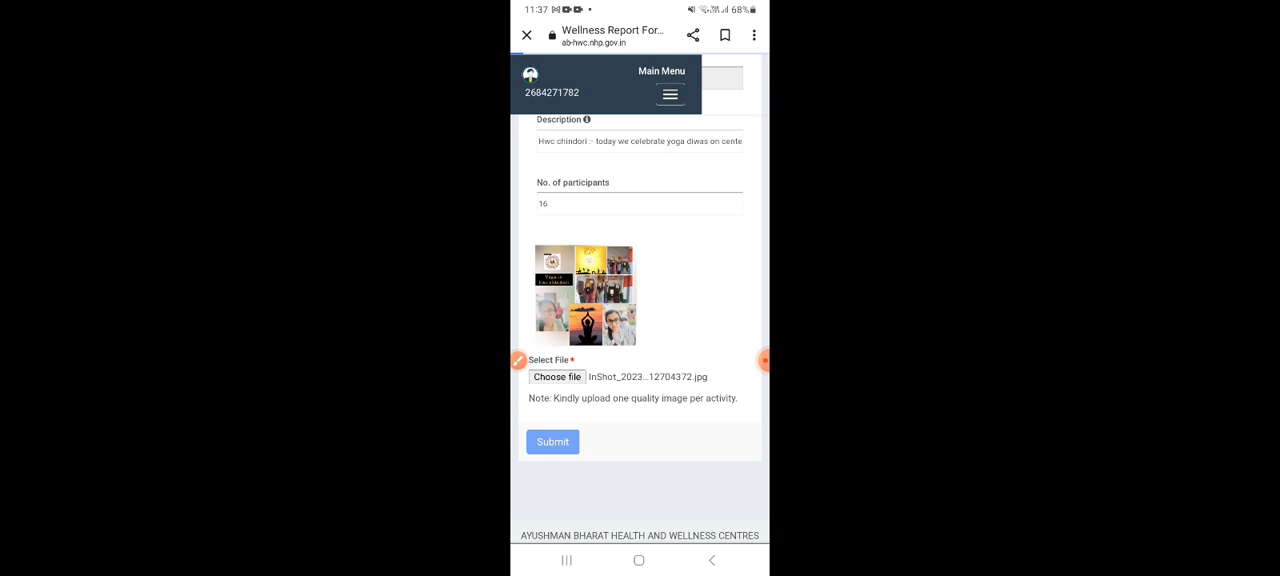 11:37
68%
Wellness Report For...
ab-hwc.nhp.gov.in
Main Menu
2684271782
Description
Hwc chindori :- today we celebrate yoga diwas on cente
No. of participants
16
Select File *
Choose file InShot_2023...12704372.jpg
Note: Kindly upload one quality image per activity.
Submit
AYUSHMAN BHARAT HEALTH AND WELLNESS CENTRES